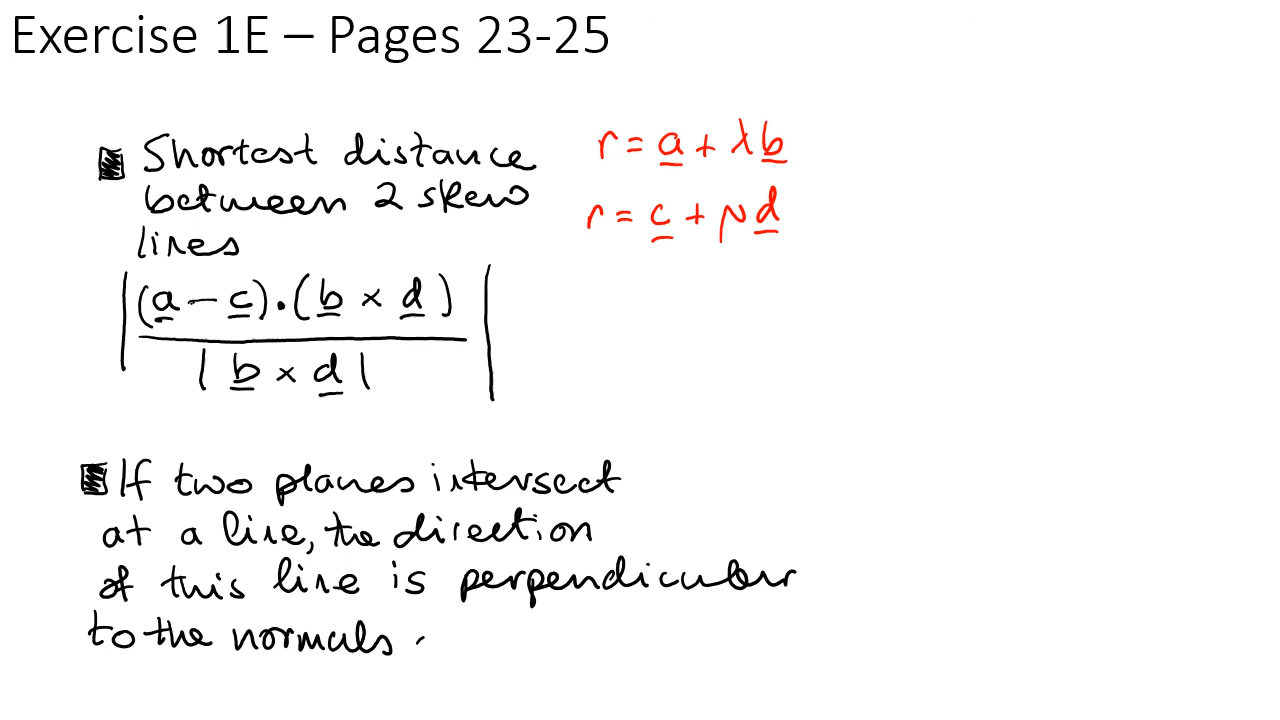 Exercise 1E – Pages 23-25
Shortest distance
between 2 skew
lines
r = a + λb
r = c + μd
|(a - c).(b × d)|
|b × d|
If two planes intersect
at a line, the direction
of this line is perpendicular
to the normals.